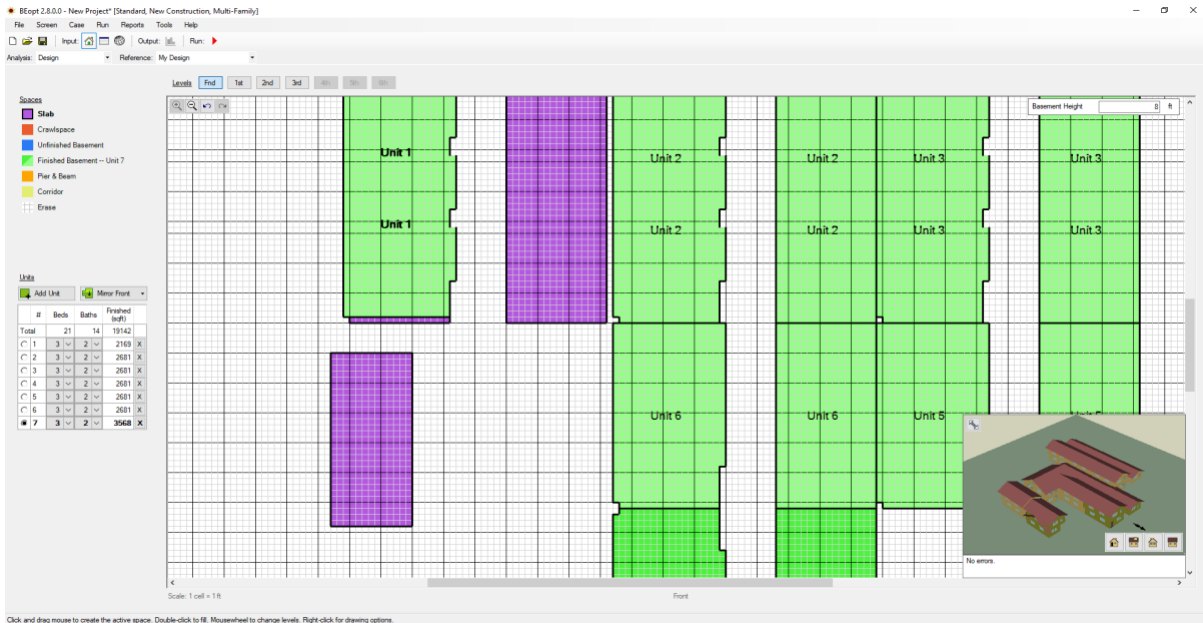 BEopt 2.8.0.0 - New Project* [Standard, New Construction, Multi-Family]
File Screen Case Run Reports Tools Help
Input: Output: Run:
Analysis: Design Reference: My Design
Levels Fnd 1st 2nd 3rd
Spaces
Slab
Crawlspace
Unfinished Basement
Finished Basement -- Unit 7
Pier & Beam
Corridor
Erase
Basement Height 8 ft
Unit 1 Unit 2 Unit 2 Unit 3 Unit 3
Unit 1 Unit 2 Unit 2 Unit 3 Unit 3
Unit 6 Unit 6 Unit 5
Units
Add Unit Mirror Front
# Beds Baths Finished (sqft)
Total 21 14 19142
1 3 2 2169 X
2 3 2 2681 X
3 3 2 2681 X
4 3 2 2681 X
5 3 2 2681 X
6 3 2 2681 X
7 3 2 3568 X
No errors.
Scale: 1 cell = 1 ft Front
Click and drag mouse to create the active space. Double-click to fill. Mousewheel to change levels. Right-click for drawing options.